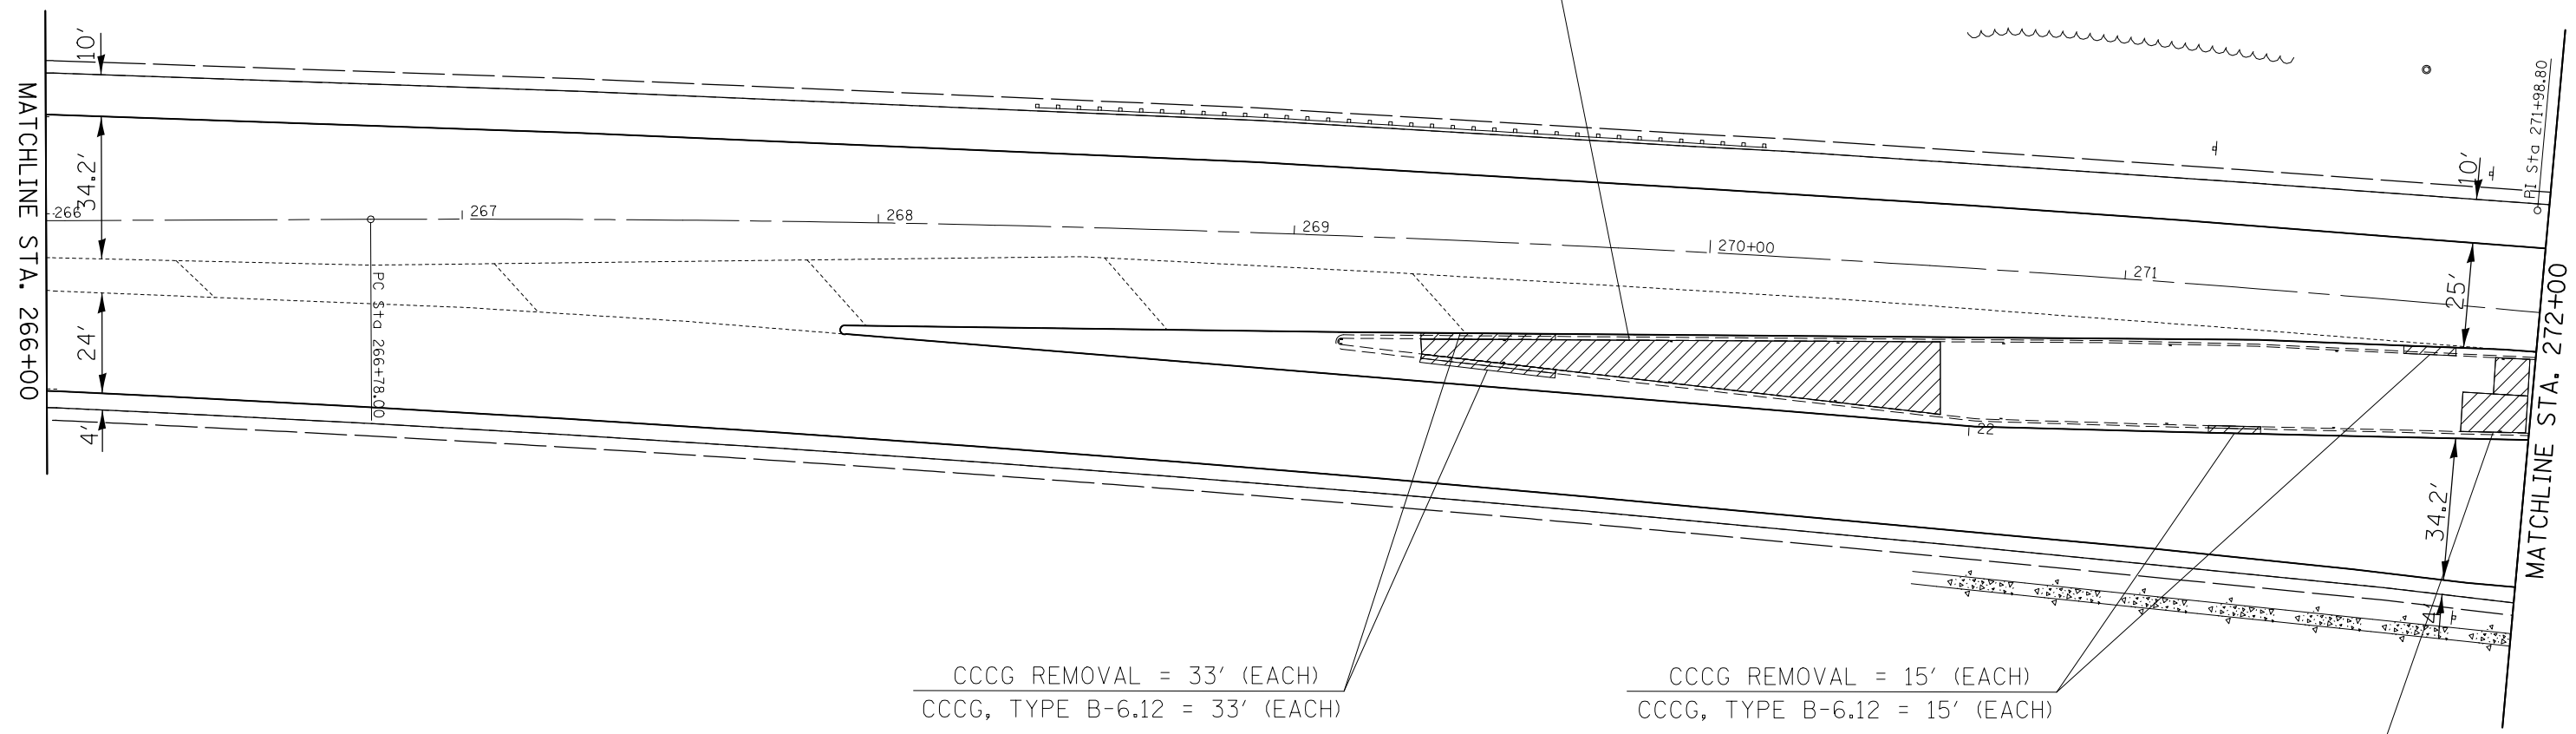 MATCHLINE STA. 266+00
10'
34.2'
24'
4'
266
267
268
269
270+00
271
PC Sta 266+78.00
22
PI Sta 271+98.80
10'
25'
34.2'
4'
MATCHLINE STA. 272+00
CCCG REMOVAL = 33' (EACH)
CCCG, TYPE B-6.12 = 33' (EACH)
CCCG REMOVAL = 15' (EACH)
CCCG, TYPE B-6.12 = 15' (EACH)